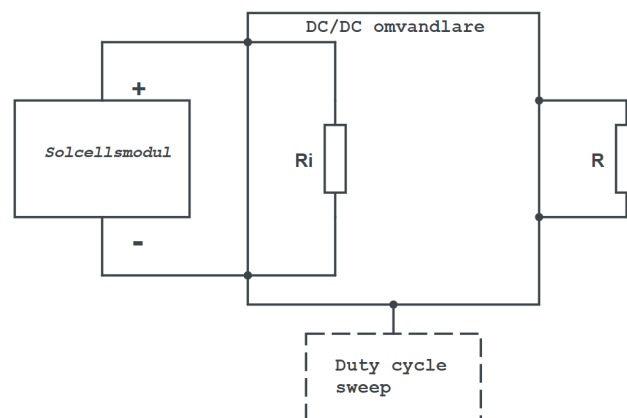 DC/DC omvandlare
+
Solcellsmodul
Ri
R
-
Duty cycle
sweep